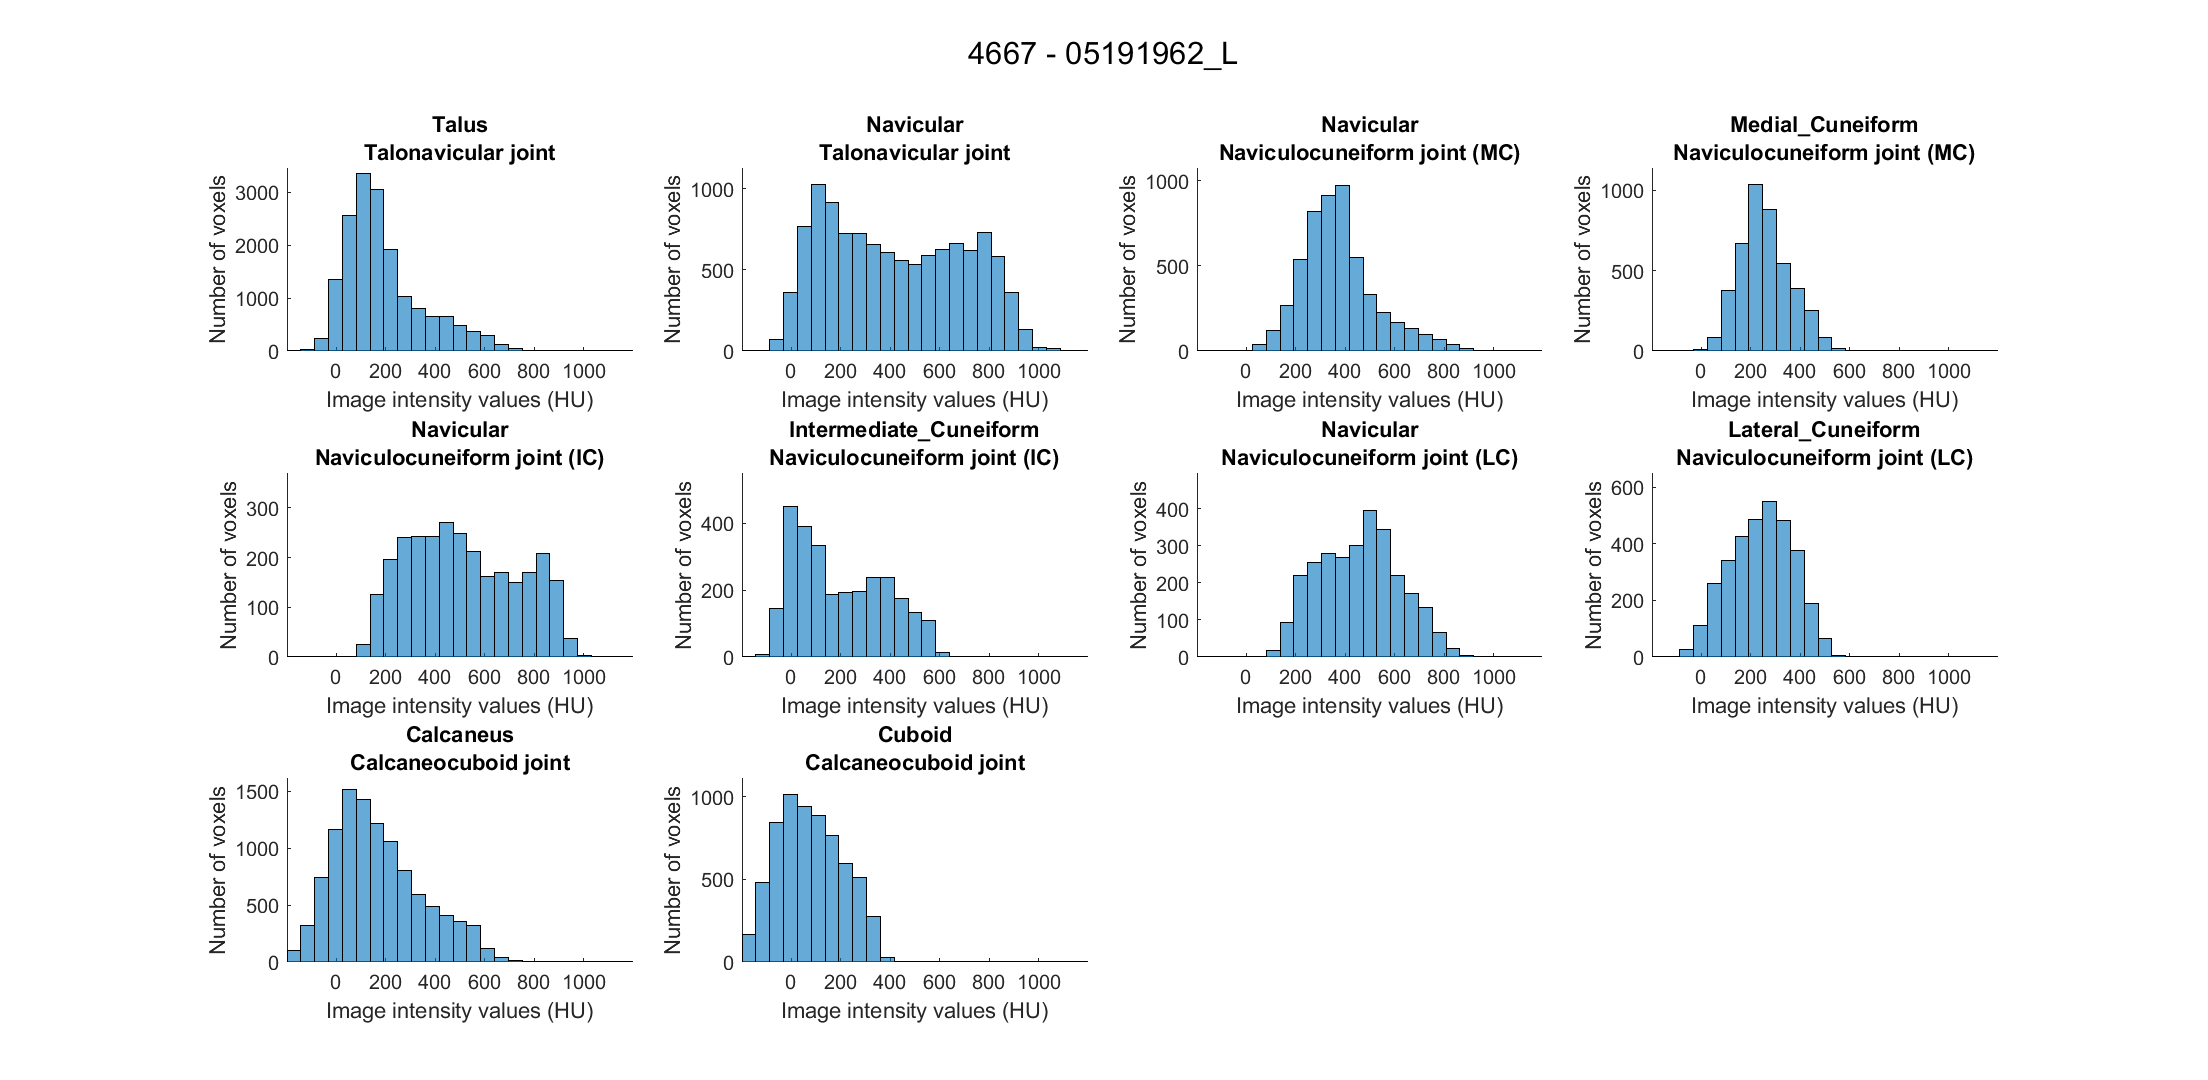 4667 - 05191962_L
Talus
Talonavicular joint
Number of voxels
3000
2000
1000
0
0 200 400 600 800 1000
Image intensity values (HU)
Navicular
Talonavicular joint
Number of voxels
1000
500
0
0 200 400 600 800 1000
Image intensity values (HU)
Navicular
Naviculocuneiform joint (MC)
Number of voxels
1000
500
0
0 200 400 600 800 1000
Image intensity values (HU)
Medial_Cuneiform
Naviculocuneiform joint (MC)
Number of voxels
1000
500
0
0 200 400 600 800 1000
Image intensity values (HU)
Navicular
Naviculocuneiform joint (IC)
Number of voxels
300
200
100
0
0 200 400 600 800 1000
Image intensity values (HU)
Intermediate_Cuneiform
Naviculocuneiform joint (IC)
Number of voxels
400
200
0
0 200 400 600 800 1000
Image intensity values (HU)
Navicular
Naviculocuneiform joint (LC)
Number of voxels
400
300
200
100
0
0 200 400 600 800 1000
Image intensity values (HU)
Lateral_Cuneiform
Naviculocuneiform joint (LC)
Number of voxels
600
400
200
0
0 200 400 600 800 1000
Image intensity values (HU)
Calcaneus
Calcaneocuboid joint
Number of voxels
1500
1000
500
0
0 200 400 600 800 1000
Image intensity values (HU)
Cuboid
Calcaneocuboid joint
Number of voxels
1000
500
0
0 200 400 600 800 1000
Image intensity values (HU)